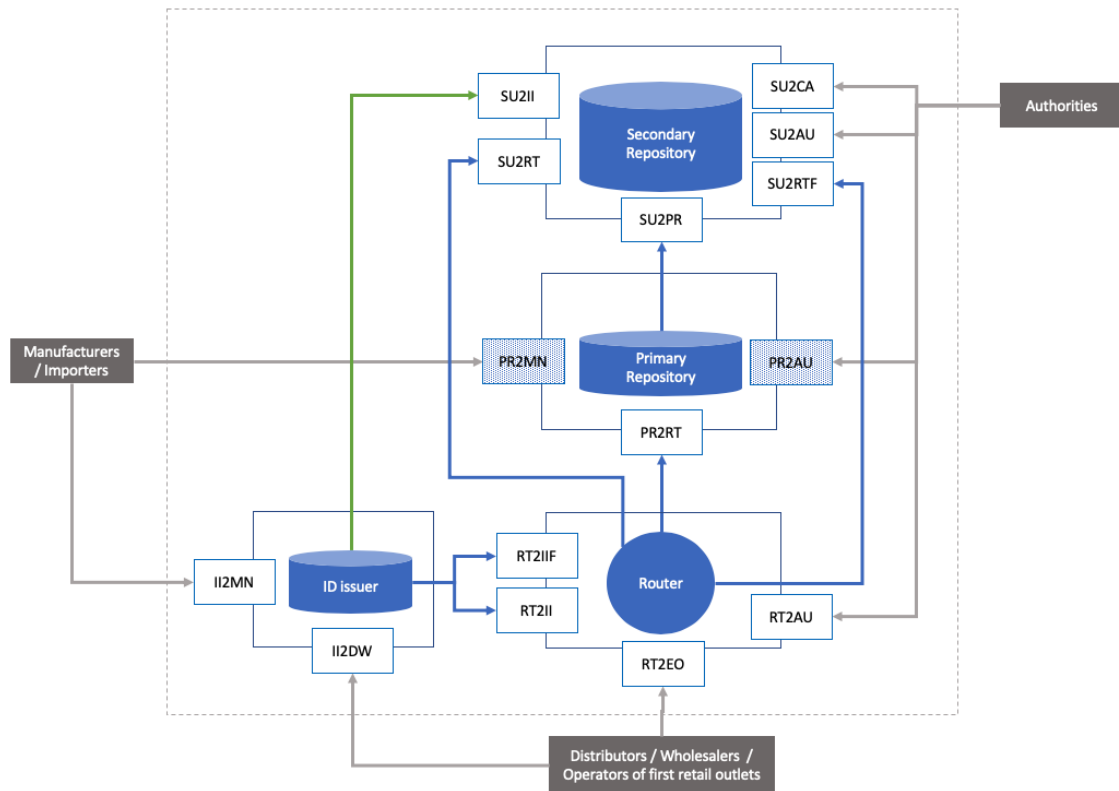 SU2II
SU2CA
Authorities
Secondary
Repository
SU2AU
SU2RT
SU2RTF
SU2PR
Manufacturers
/ Importers
PR2MN
Primary
Repository
PR2AU
PR2RT
RT2IIF
II2MN
ID issuer
Router
RT2II
RT2AU
II2DW
RT2EO
Distributors / Wholesalers /
Operators of first retail outlets